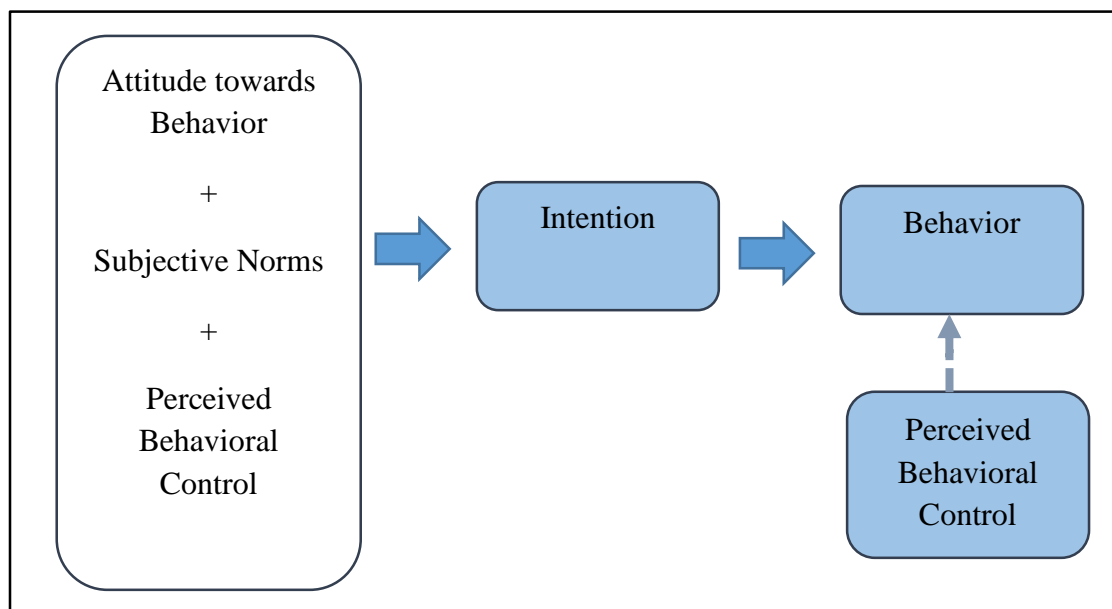 Attitude towards
Behavior
+
Subjective Norms
+
Perceived
Behavioral
Control
Intention
Behavior
Perceived
Behavioral
Control